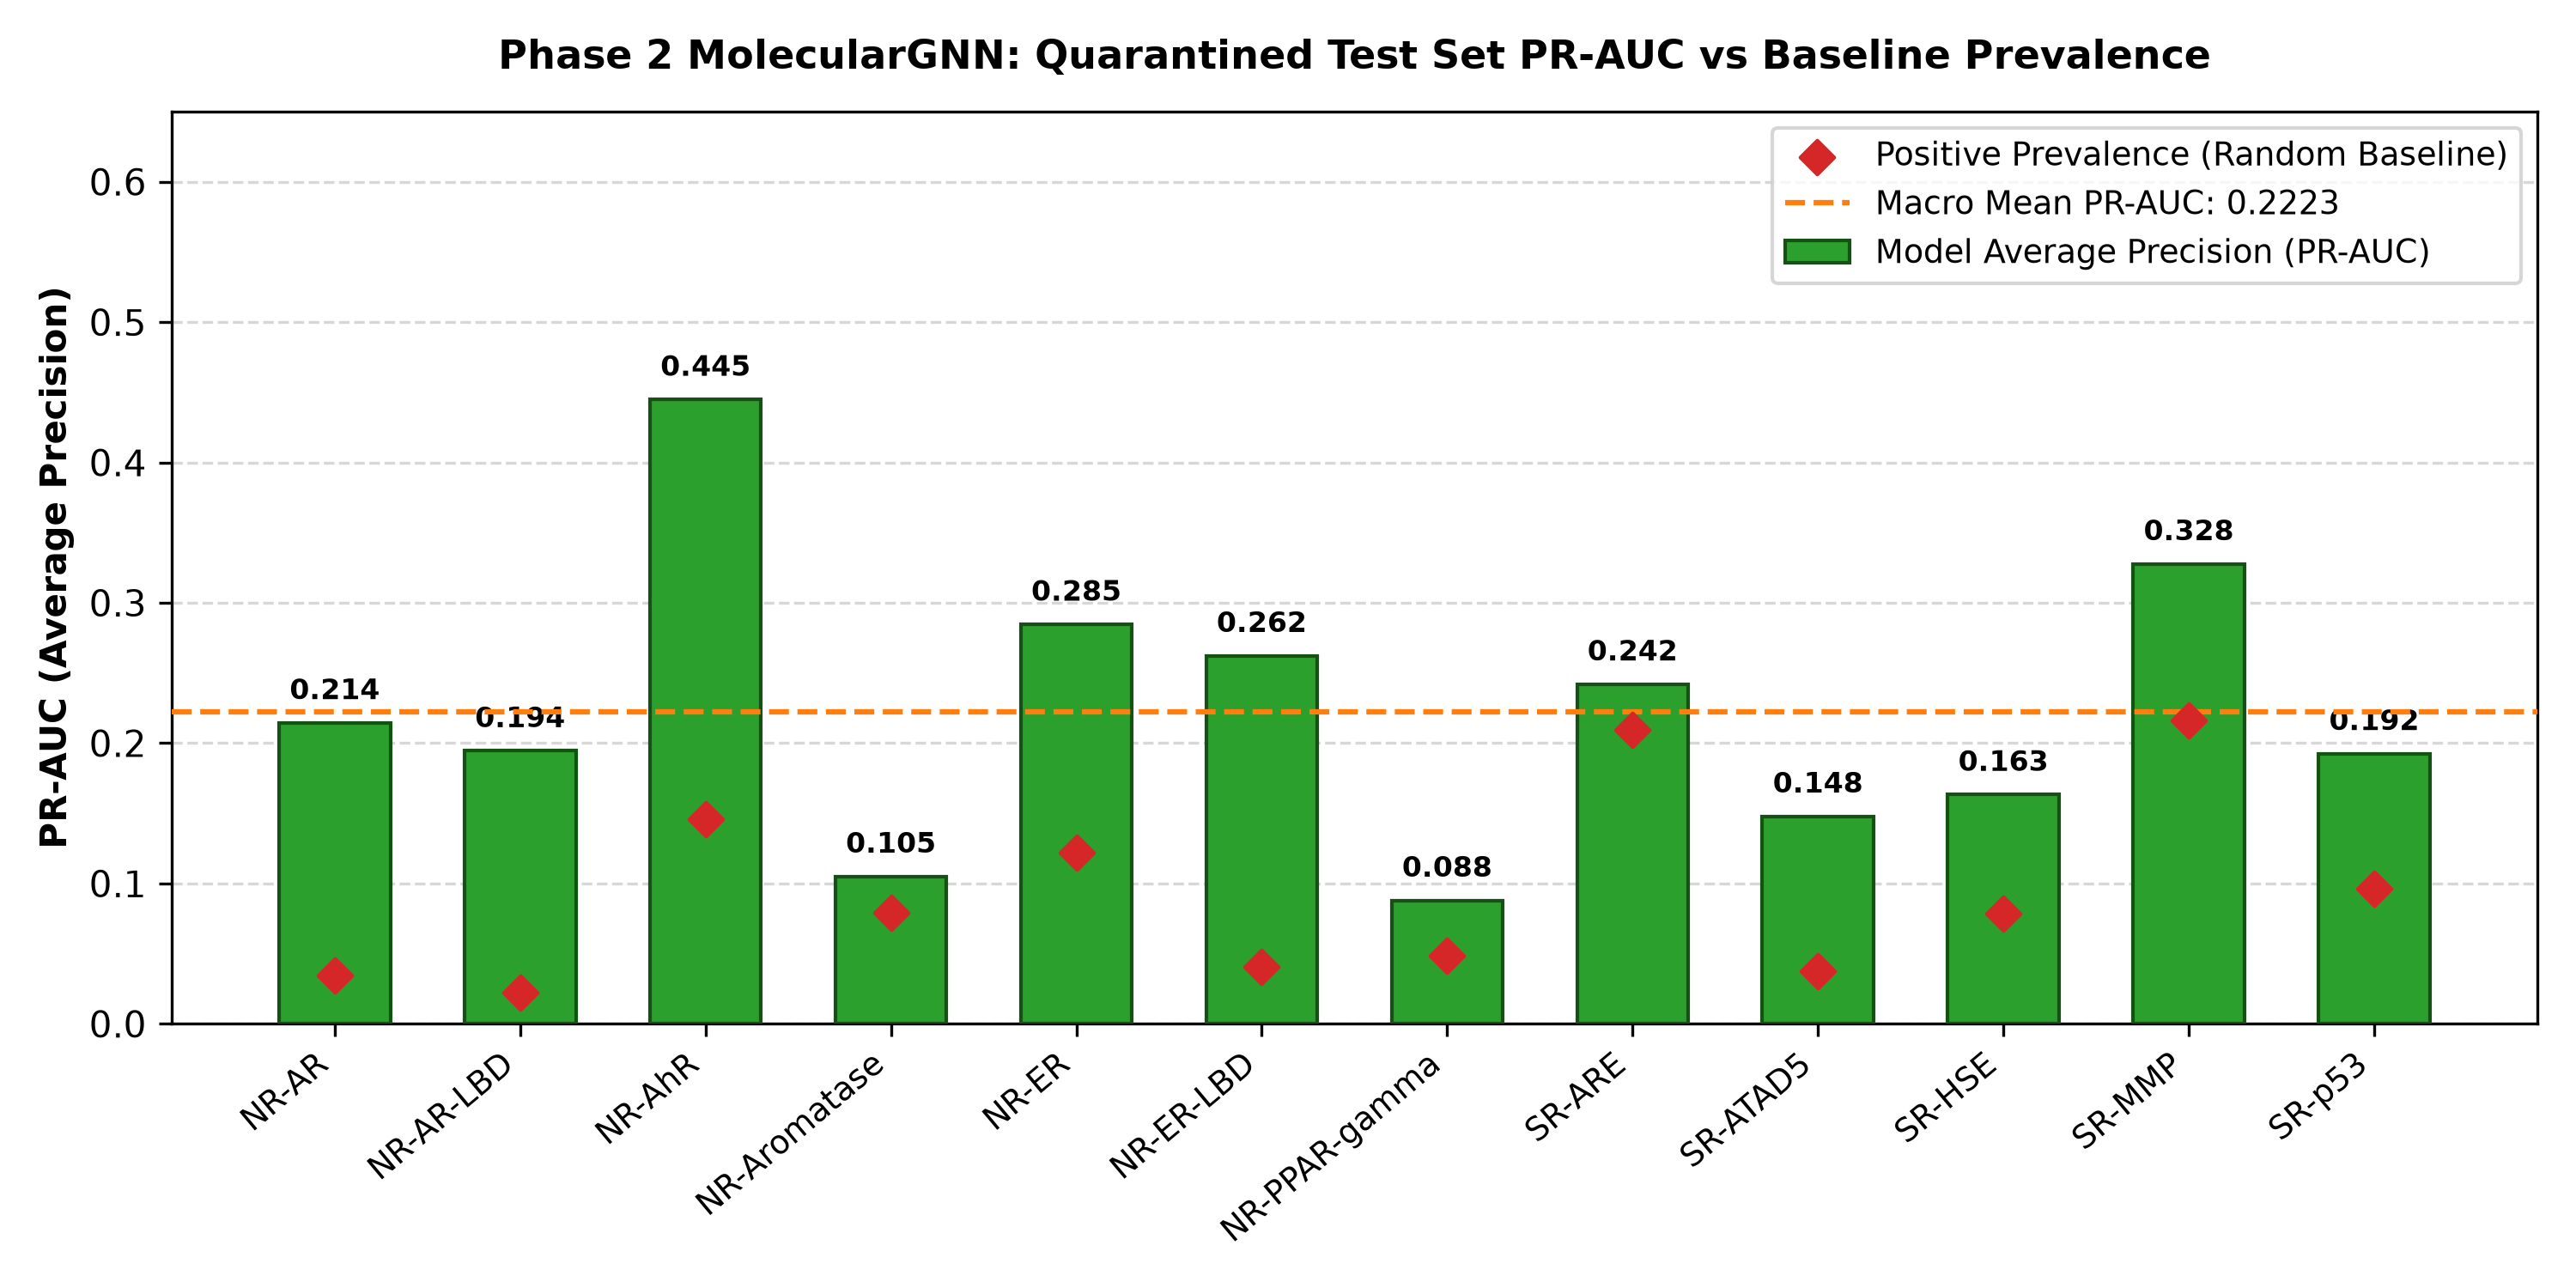 Phase 2 MolecularGNN: Quarantined Test Set PR-AUC vs Baseline Prevalence
Positive Prevalence (Random Baseline)
Macro Mean PR-AUC: 0.2223
Model Average Precision (PR-AUC)
PR-AUC (Average Precision)
0.6
0.5
0.4
0.3
0.2
0.1
0.0
0.214
0.194
0.445
0.105
0.285
0.262
0.088
0.242
0.148
0.163
0.328
0.192
NR-AR
NR-AR-LBD
NR-AhR
NR-Aromatase
NR-ER
NR-ER-LBD
NR-PPAR-gamma
SR-ARE
SR-ATAD5
SR-HSE
SR-MMP
SR-p53